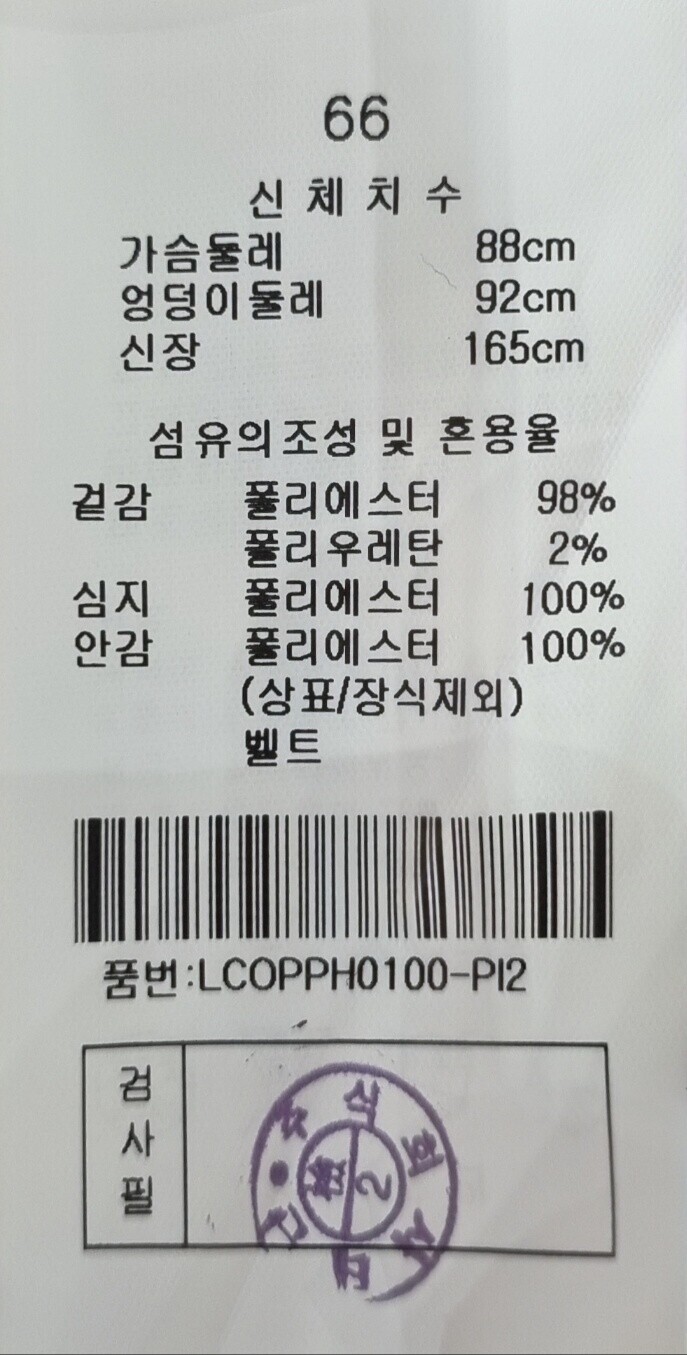 66
신체치수
가슴둘레 88cm
엉덩이둘레 92cm
신장 165cm
섬유의조성 및 혼용율
겉감 폴리에스터 98%
폴리우레탄 2%
심지 폴리에스터 100%
안감 폴리에스터 100%
(상표/장식제외)
벨트
품번:LCOPPH0100-PI2
검사필
식회
2